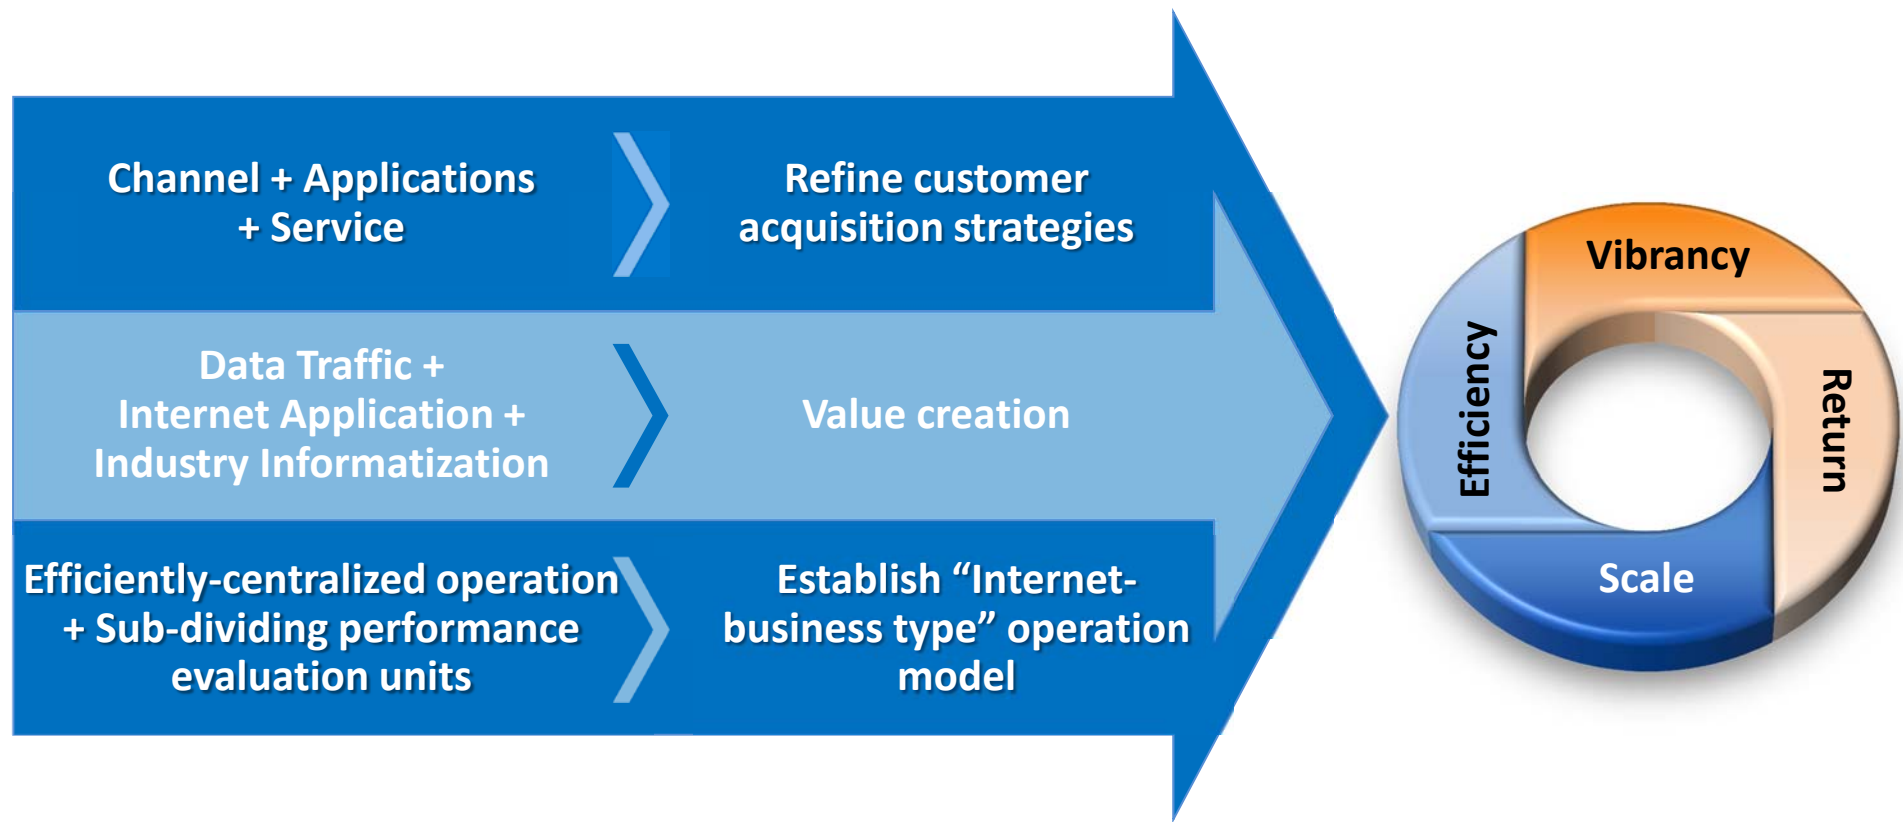 Channel + Applications
+ Service
Refine customer
acquisition strategies
Data Traffic +
Internet Application +
Industry Informatization
Value creation
Efficiently-centralized operation
+ Sub-dividing performance
evaluation units
Establish “Internet-
business type” operation
model
Vibrancy
Efficiency
Return
Scale